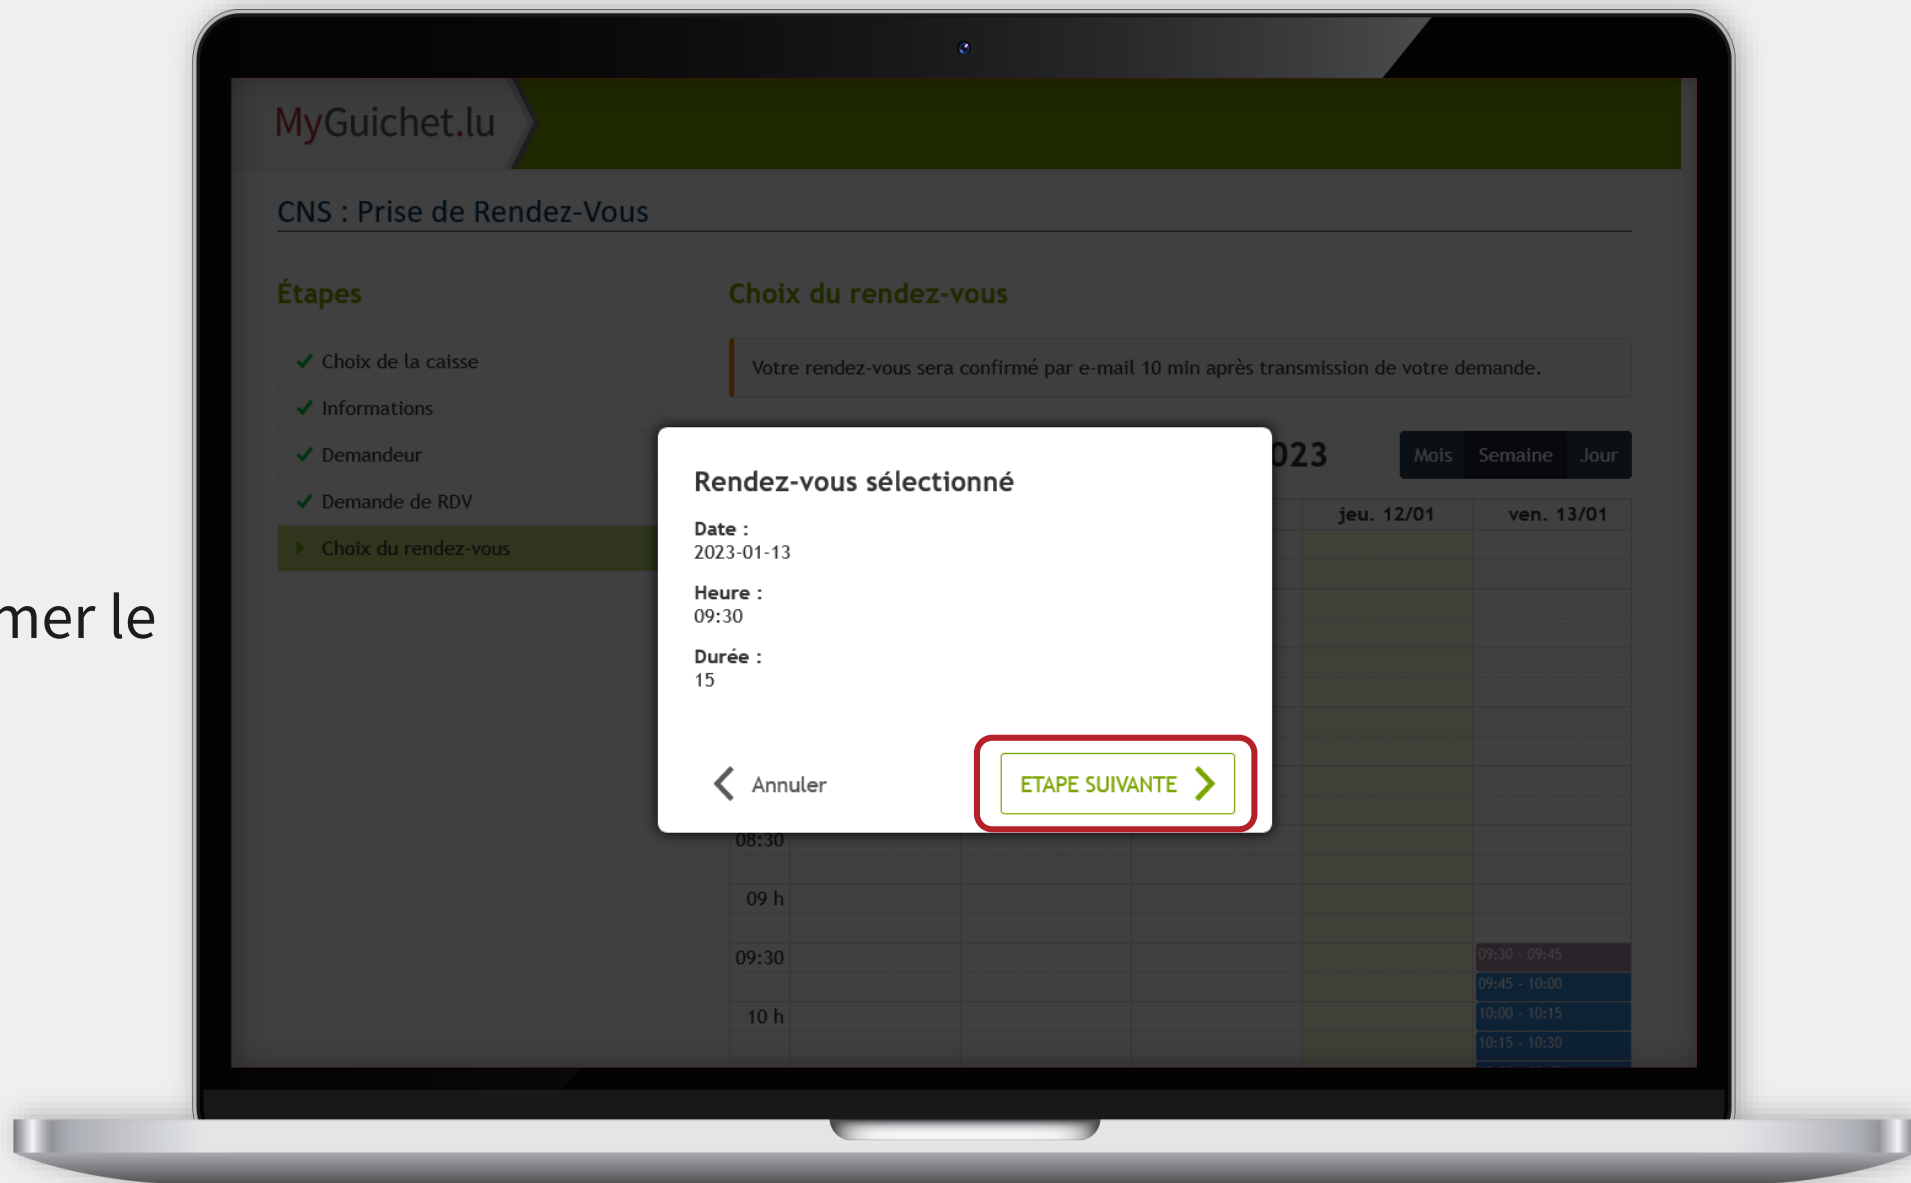 MyGuichet.lu
CNS : Prise de Rendez-Vous
Étapes
Choix de la caisse
Informations
Demandeur
Demande de RDV
Choix du rendez-vous
Choix du rendez-vous
Votre rendez-vous sera confirmé par e-mail 10 min après transmission de votre demande.
Mois Semaine Jour
jeu. 12/01 ven. 13/01
Rendez-vous sélectionné
Date :
2023-01-13
Heure :
09:30
Durée :
15
Annuler
ETAPE SUIVANTE
08:30
09 h
09:30
10 h
09:30 - 09:45
09:45 - 10:00
10:00 - 10:15
10:15 - 10:30
le